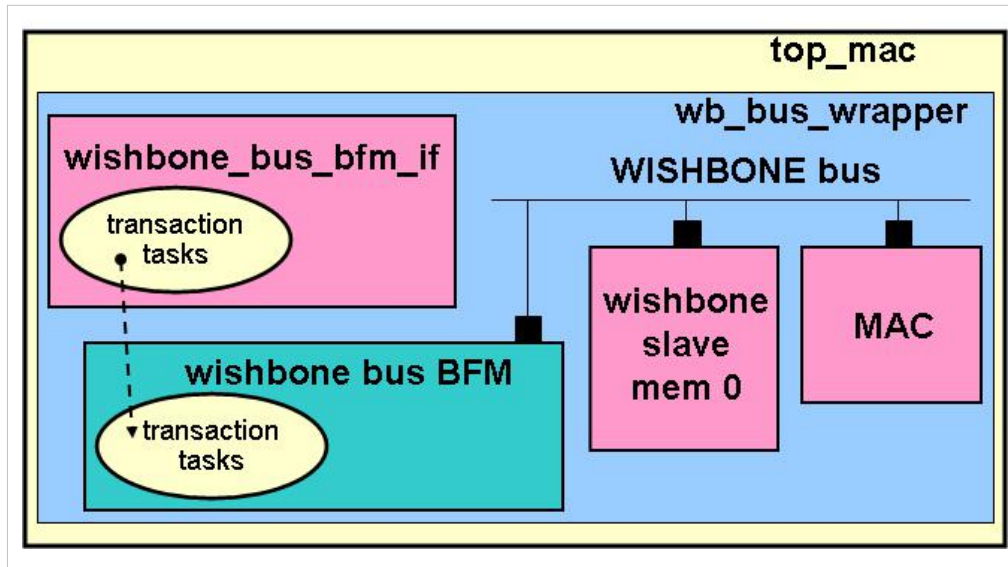 top_mac
wb_bus_wrapper
wishbone_bus_bfm_if
transaction
tasks
WISHBONE bus
wishbone
slave
mem 0
MAC
wishbone bus BFM
transaction
tasks